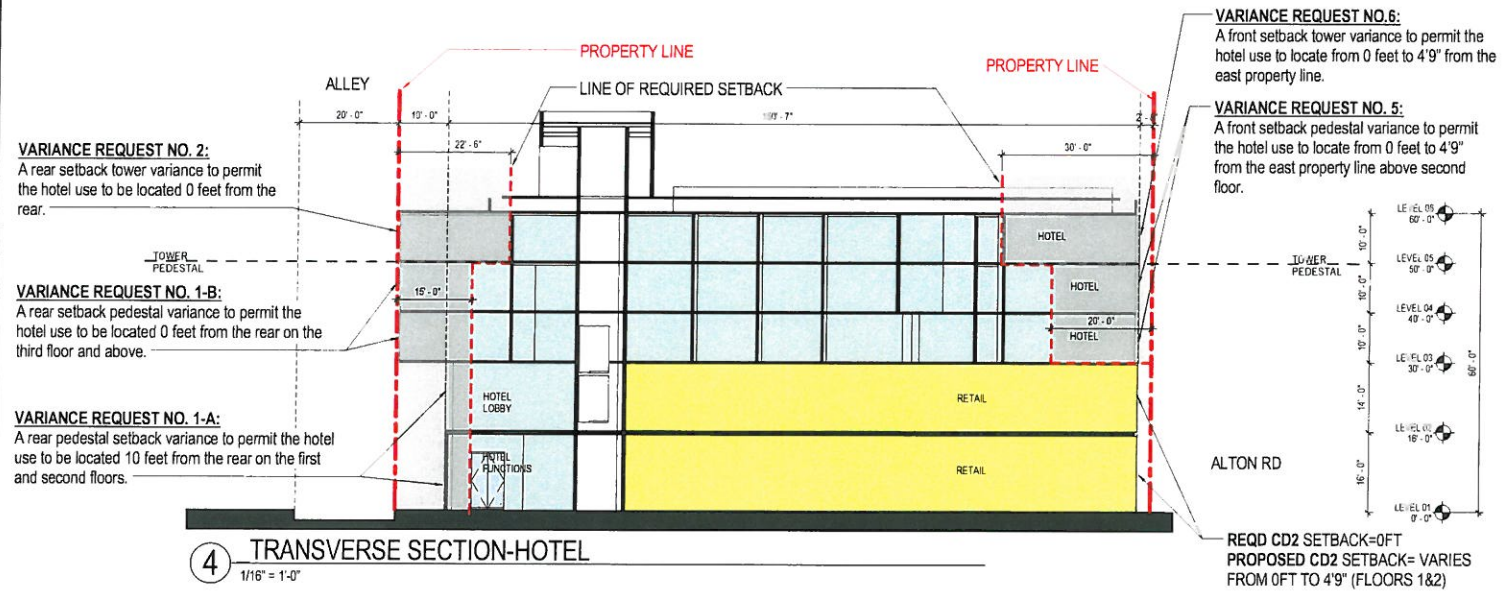 VARIANCE REQUEST NO.6:
A front setback tower variance to permit the
hotel use to locate from 0 feet to 4'9" from the
east property line.
PROPERTY LINE
PROPERTY LINE
ALLEY
LINE OF REQUIRED SETBACK
VARIANCE REQUEST NO. 5:
A front setback pedestal variance to permit
the hotel use to locate from 0 feet to 4'9"
from the east property line above second
floor.
20' - 0"
10' - 0"
22' - 6"
30' - 0"
VARIANCE REQUEST NO. 2:
A rear setback tower variance to permit
the hotel use to be located 0 feet from the
rear.
HOTEL
TOWER
PEDESTAL
TOWER
PEDESTAL
VARIANCE REQUEST NO. 1-B:
A rear setback pedestal variance to permit the
hotel use to be located 0 feet from the rear on the
third floor and above.
15' - 0"
HOTEL
20' - 0"
HOTEL
60' - 0"
10' - 0"
50' - 0"
10' - 0"
LEVEL 04
40' - 0"
10' - 0"
LEVEL 03
30' - 0"
14' - 0"
16' - 0"
16' - 0"
LEVEL 01
0' - 0"
60' - 0"
HOTEL
LOBBY
RETAIL
VARIANCE REQUEST NO. 1-A:
A rear pedestal setback variance to permit the hotel
use to be located 10 feet from the rear on the first
and second floors.
HOTEL
FUNCTIONS
RETAIL
ALTON RD
REQD CD2 SETBACK=0FT
PROPOSED CD2 SETBACK= VARIES
FROM 0FT TO 4'9" (FLOORS 1&2)
4
TRANSVERSE SECTION-HOTEL
1/16" = 1'-0"